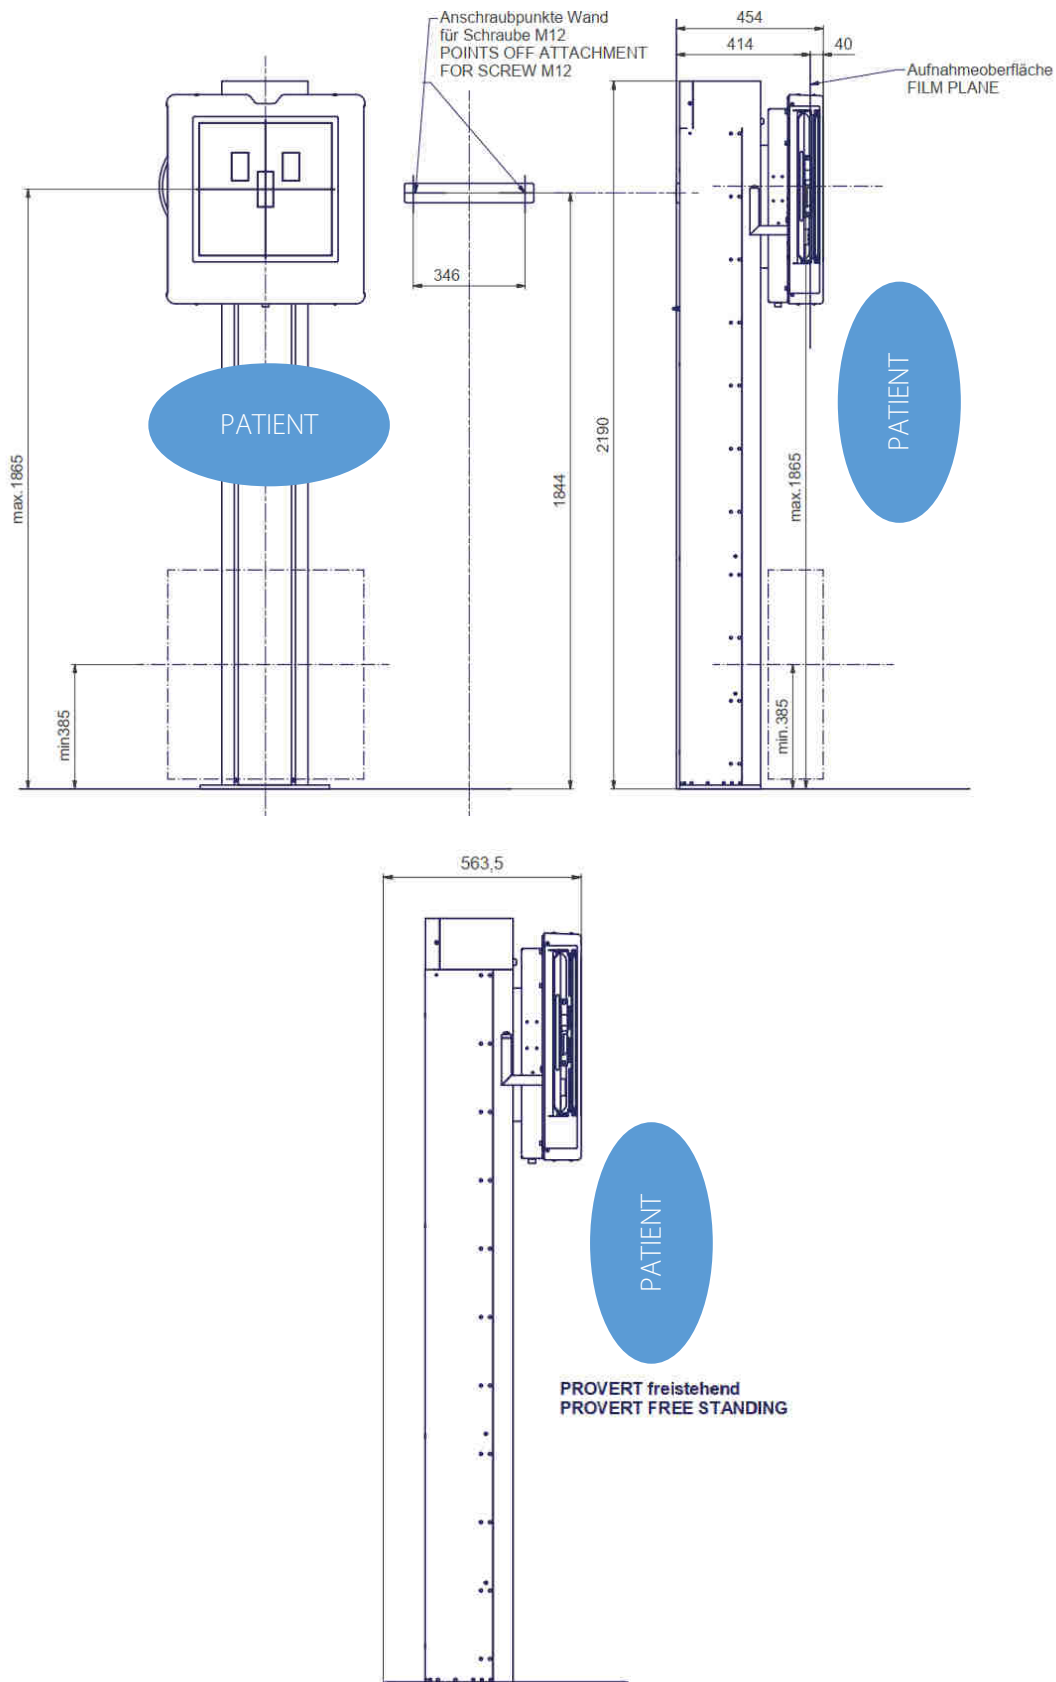 Anschraubpunkte Wand
für Schraube M12
POINTS OFF ATTACHMENT
FOR SCREW M12
454
414
40
Aufnahmeoberfläche
FILM PLANE
346
PATIENT
PATIENT
max.1865
1844
2190
max.1865
min385
min.385
563,5
PATIENT
PROVERT freistehend
PROVERT FREE STANDING